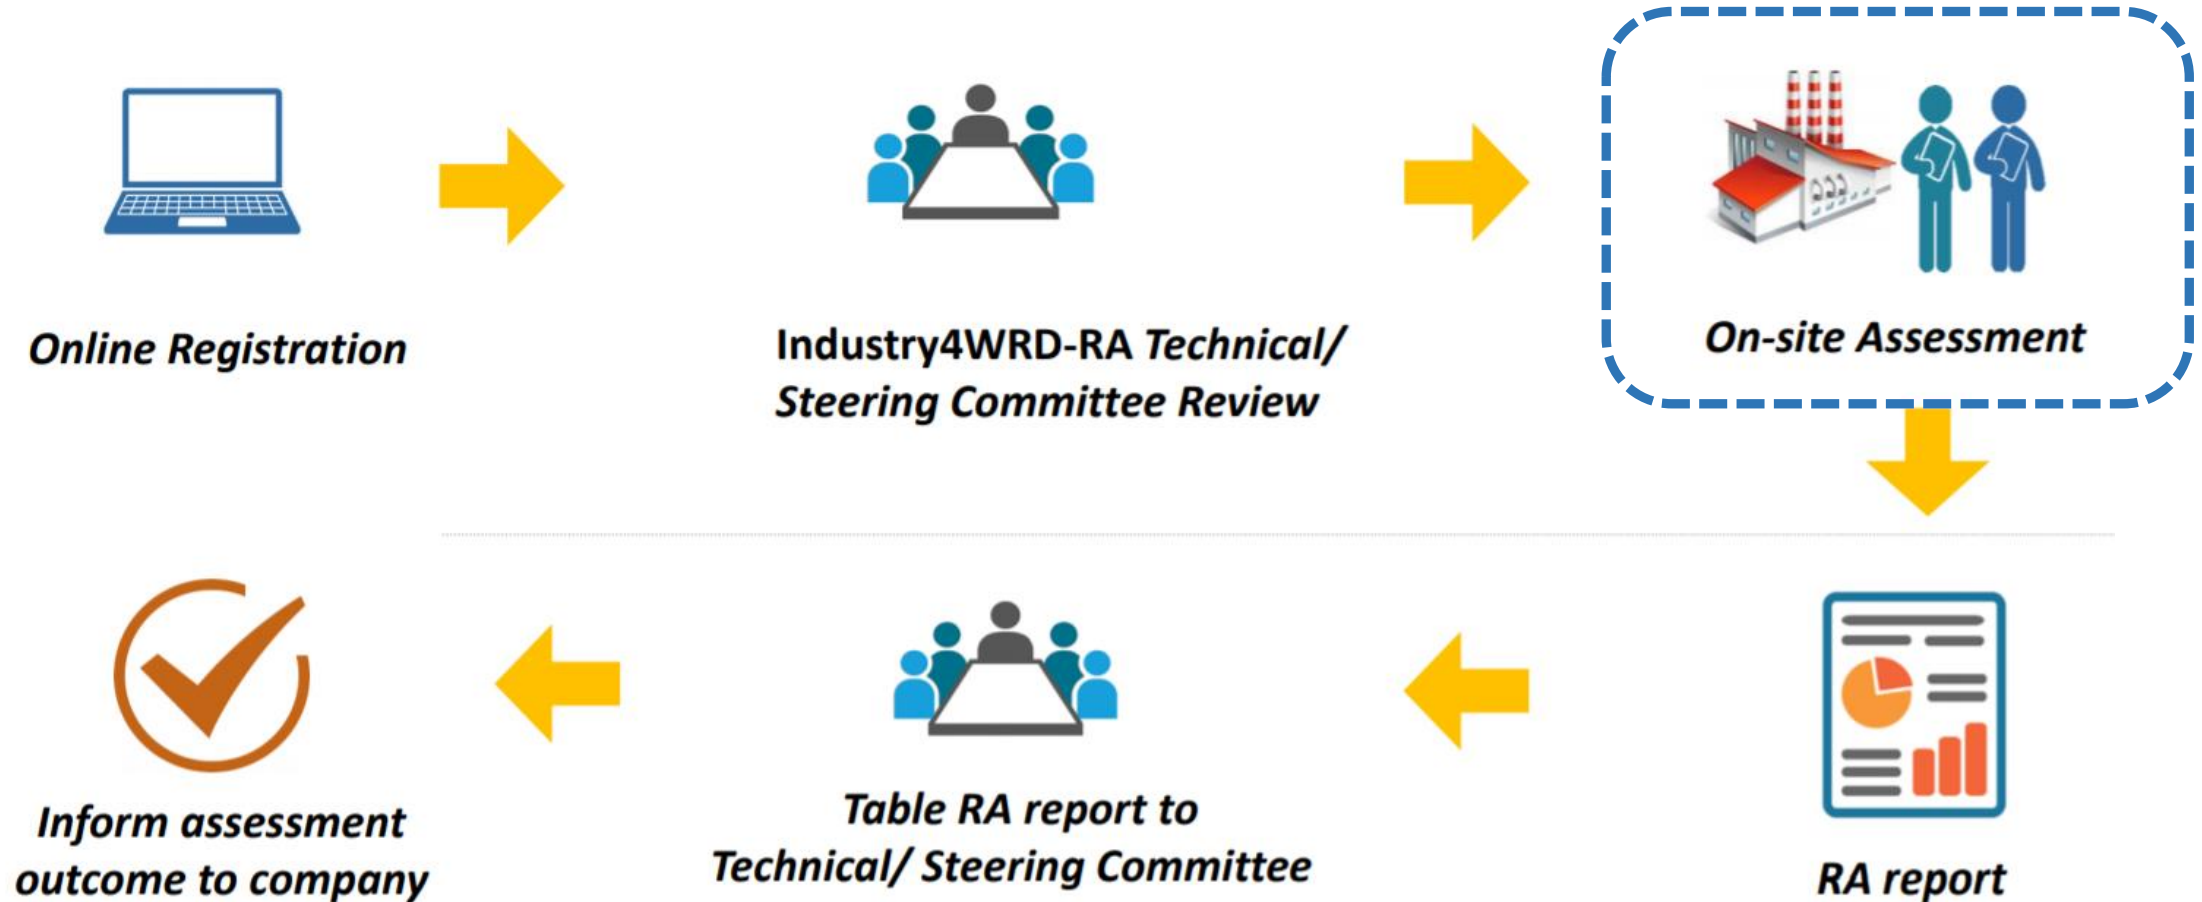 Online Registration
Industry4WRD-RA Technical/
Steering Committee Review
On-site Assessment
Inform assessment
outcome to company
Table RA report to
Technical/ Steering Committee
RA report